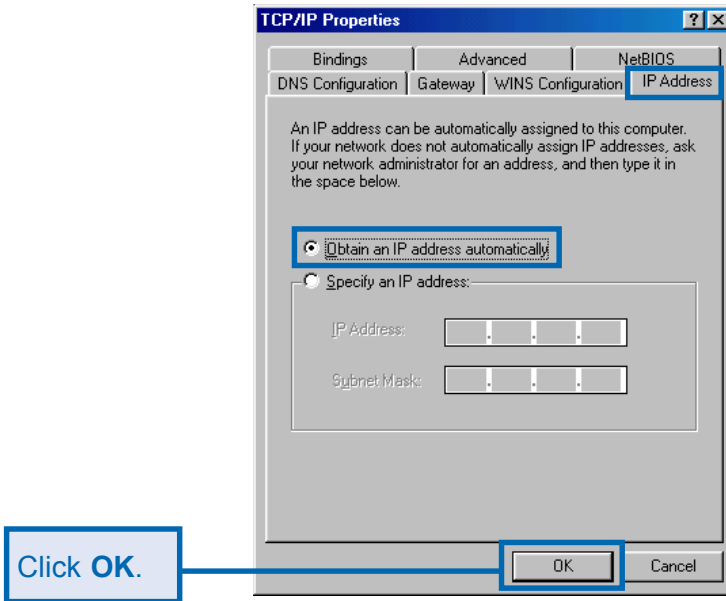 TCP/IP Properties
Bindings Advanced NetBIOS
DNS Configuration Gateway WINS Configuration IP Address
An IP address can be automatically assigned to this computer.
If your network does not automatically assign IP addresses, ask
your network administrator for an address, and then type it in
the space below.
Obtain an IP address automatically
Specify an IP address:
IP Address:
Subnet Mask:
Click OK.
OK Cancel